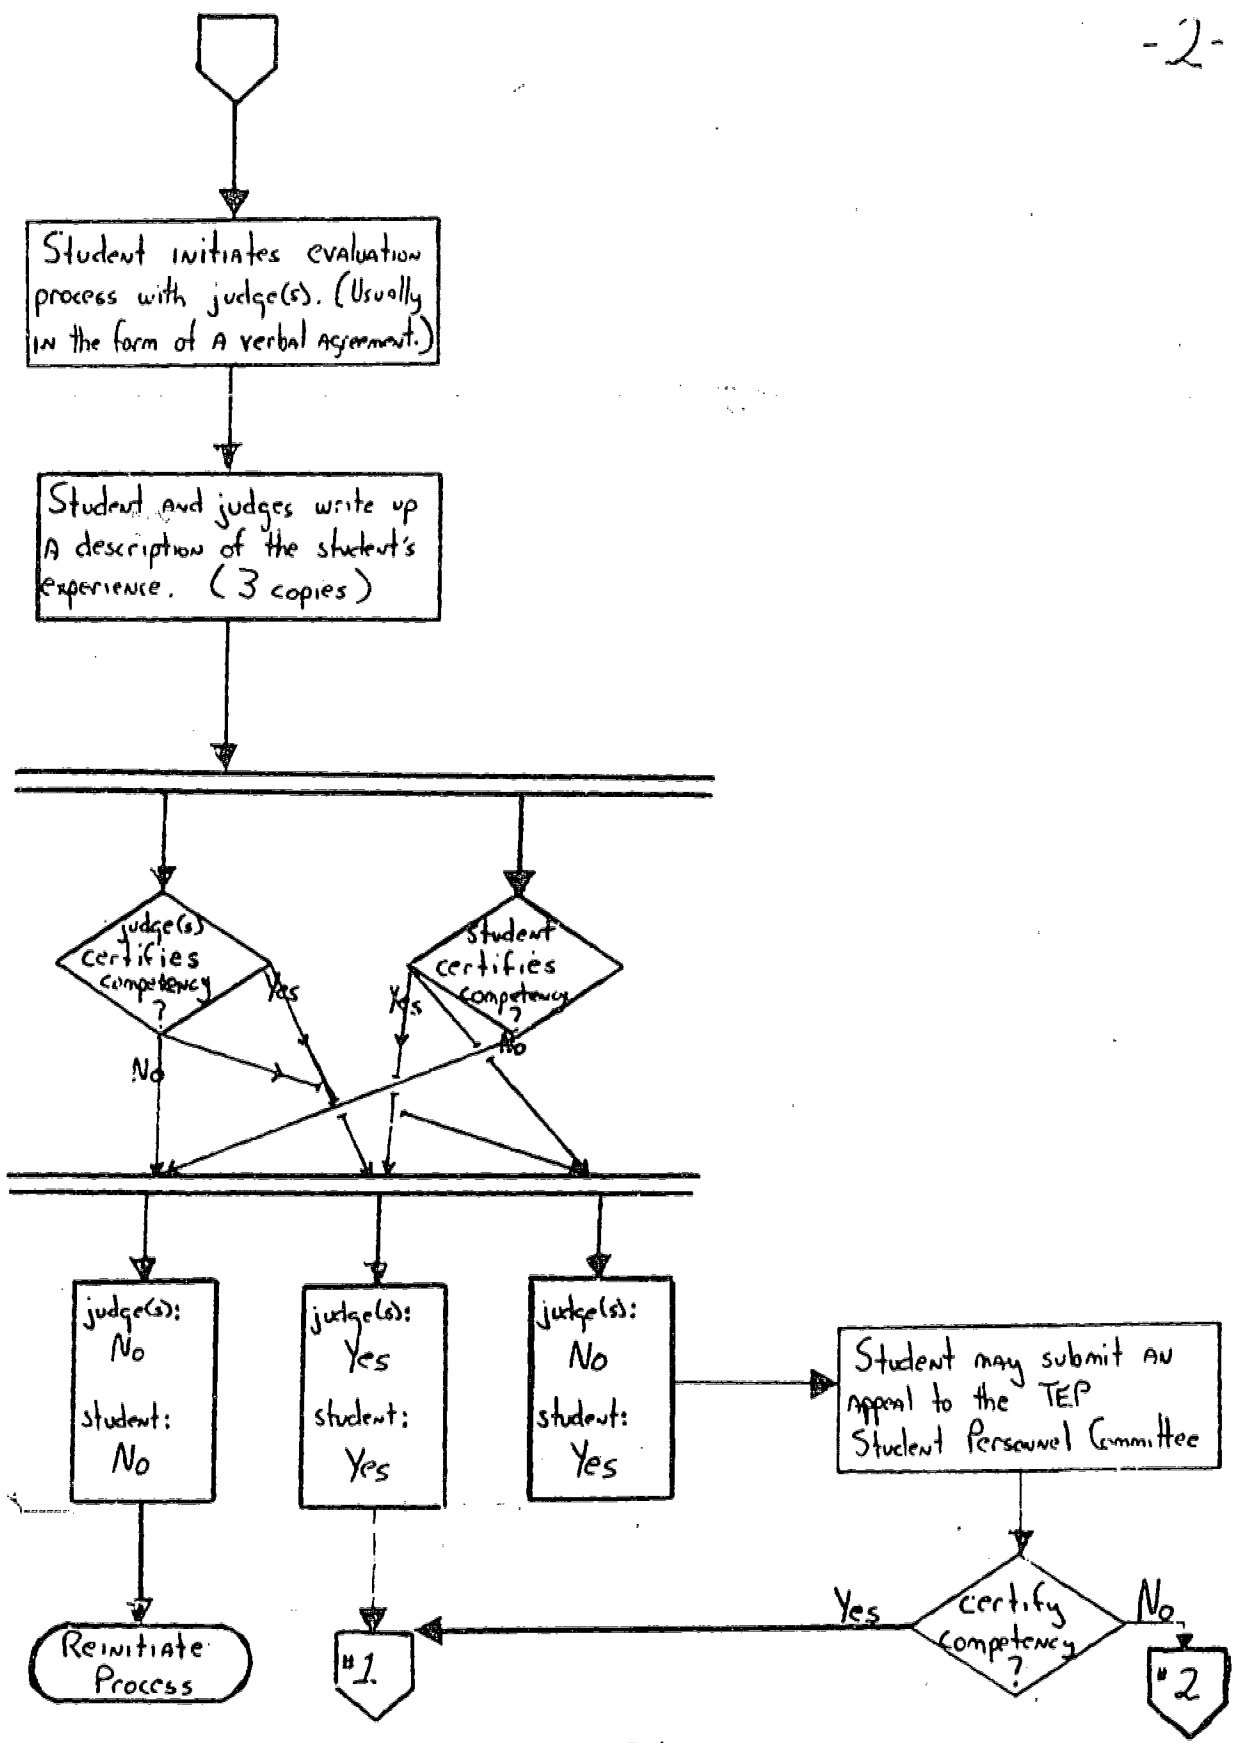 -2-
Student initiates evaluation
process with judge(s). (Usually
in the form of a verbal agreement.)
Student and judges write up
a description of the student's
experience. (3 copies)
judge(s)
certifies
competency
?
student
certifies
competency
?
Yes
Yes
No
No
judge(s):
No
student:
No
judge(s):
Yes
student:
Yes
judge(s):
No
student:
Yes
Student may submit an
appeal to the TEP
Student Personnel Committee
certify
competency
?
Yes
No
Reinitiate
Process
#1.
#2